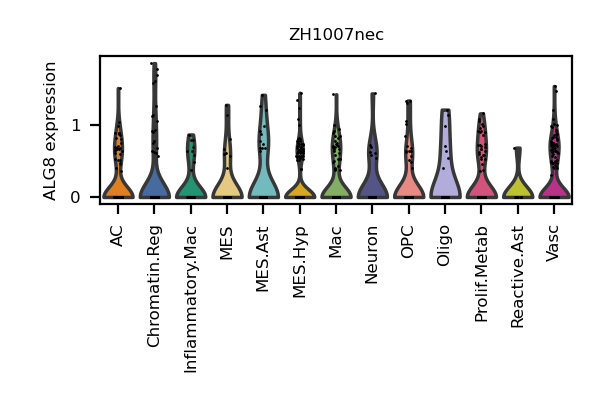 ZH1007nec
ALG8 expression
1
0
AC
Chromatin.Reg
Inflammatory.Mac
MES
MES.Ast
MES.Hyp
Mac
Neuron
OPC
Oligo
Prolif.Metab
Reactive.Ast
Vasc